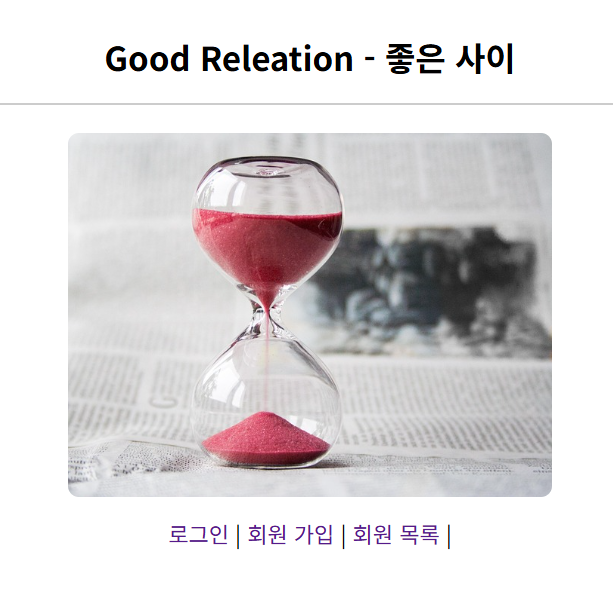 Good Releation - 좋은 사이
로그인 | 회원 가입 | 회원 목록 |